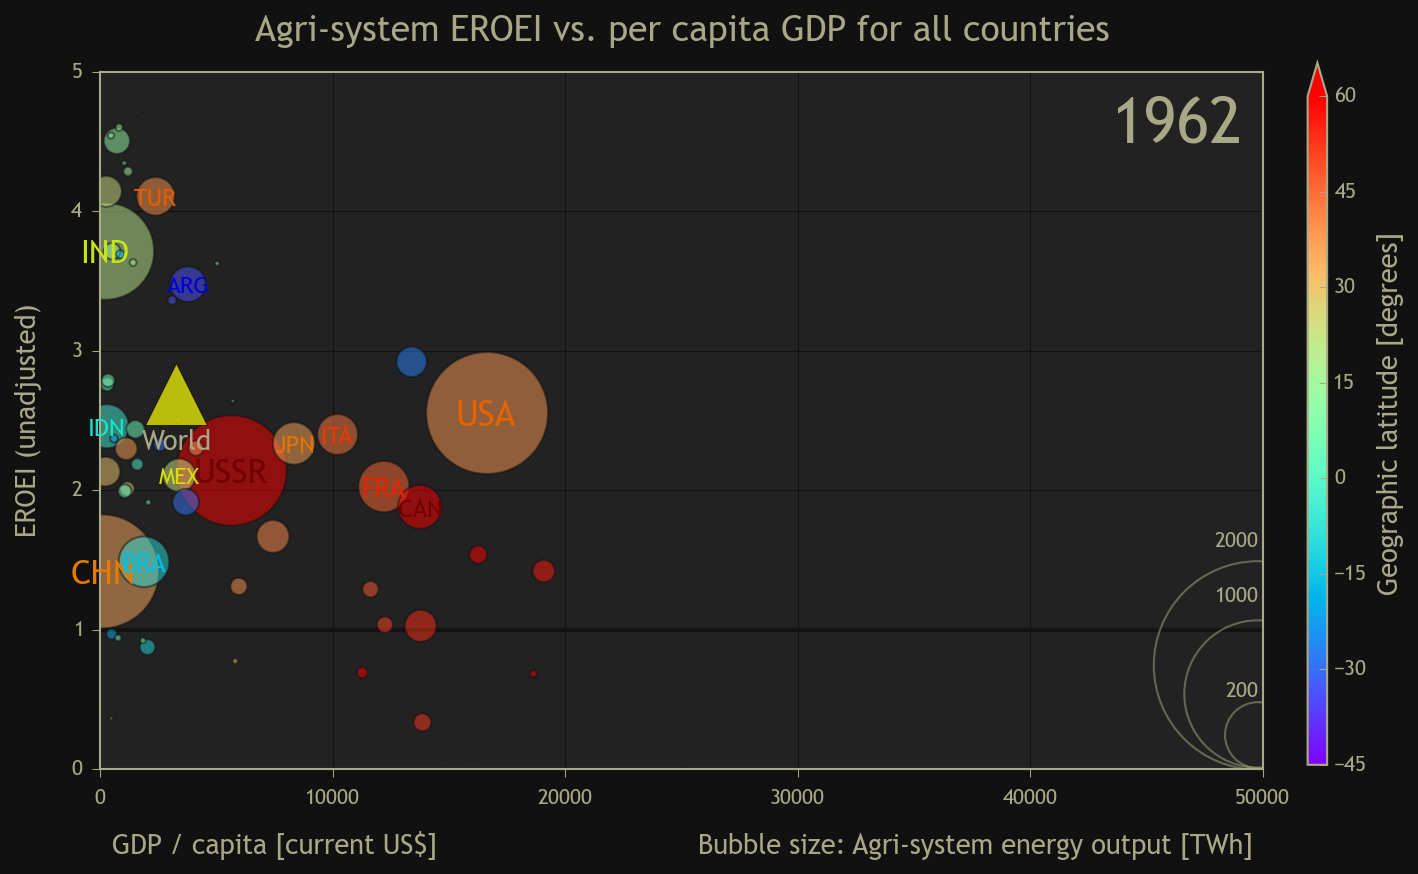 Agri-system EROEI vs. per capita GDP for all countries
1962
5
4
3
2
1
0
EROEI (unadjusted)
TUR
IND
ARG
IDN
World
USSR
JPN
ITA
USA
MEX
FRA
CAN
CHN
BRA
2000
1000
200
0
10000
20000
30000
40000
50000
GDP / capita [current US$]
Bubble size: Agri-system energy output [TWh]
60
45
30
15
0
−15
−30
−45
Geographic latitude [degrees]